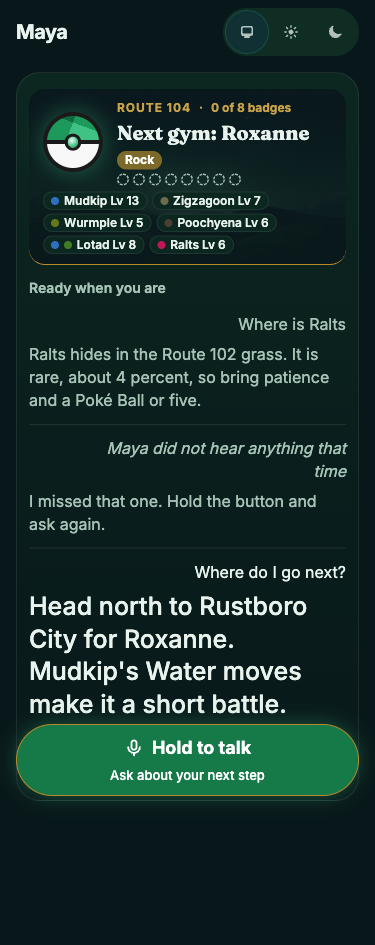 Maya
ROUTE 104 · 0 of 8 badges
Next gym: Roxanne
Rock
Mudkip Lv 13
Zigzagoon Lv 7
Wurmple Lv 5
Poochyena Lv 6
Lotad Lv 8
Ralts Lv 6
Ready when you are
Where is Ralts
Ralts hides in the Route 102 grass. It is
rare, about 4 percent, so bring patience
and a Poké Ball or five.
Maya did not hear anything that
time
I missed that one. Hold the button and
ask again.
Where do I go next?
Head north to Rustboro
City for Roxanne.
Mudkip's Water moves
make it a short battle.
Hold to talk
Ask about your next step